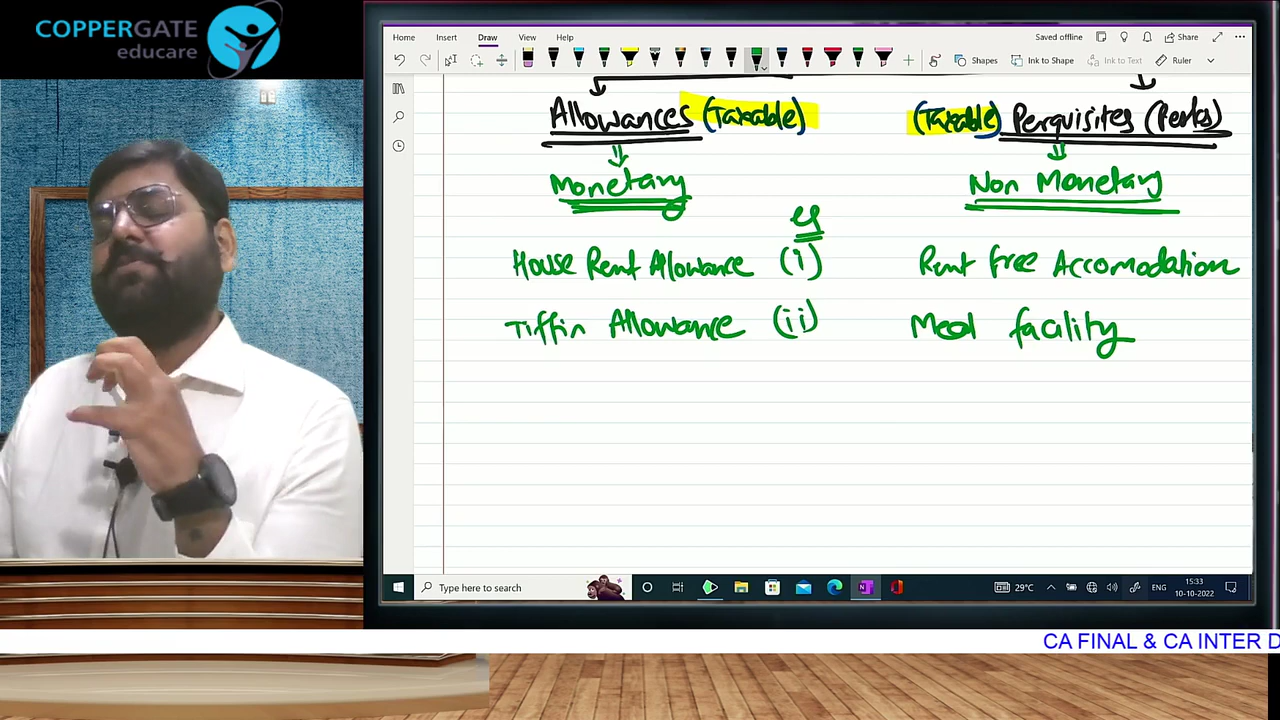 COPPERGATE
educare
Home Insert Draw View Help
Saved offline
Share
Shapes
Ink to Shape
Ink to Text
Ruler
Allowances (Taxable)
(Taxable) Perquisites (Perks)
Monetary
Non Monetary
eg
House Rent Allowance (i) Rent free Accomodation
Tiffin Allowance (ii) Meal facility
Type here to search
29°C
ENG
15:33
10-10-2022
CA FINAL & CA INTER D